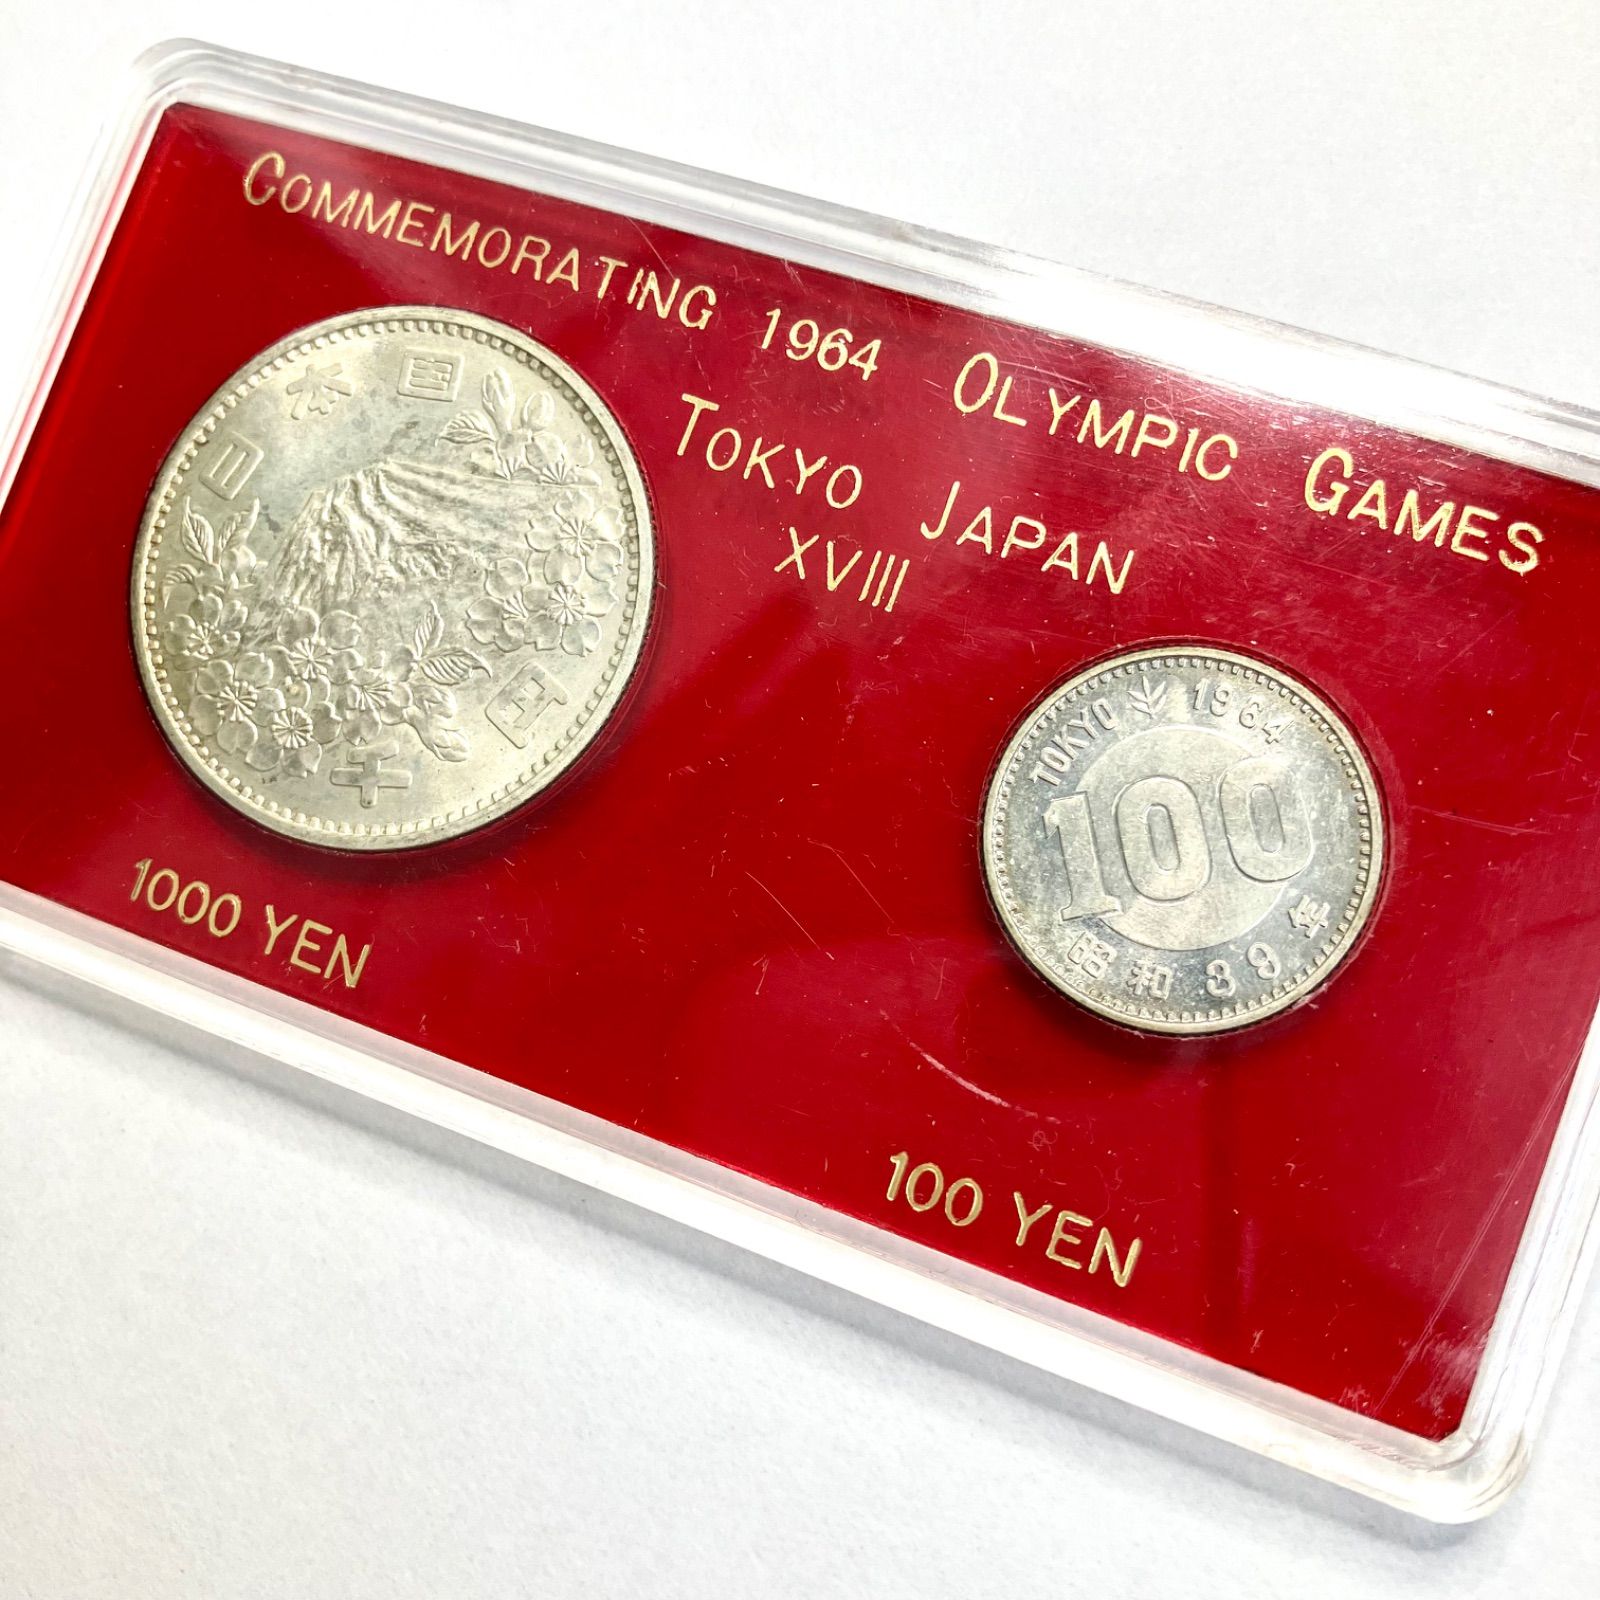 COMMEMORATING 1964 OLYMPIC GAMES
TOKYO JAPAN
XVIII
日本国
千円
TOKYO 1964
100
昭和39年
1000 YEN
100 YEN